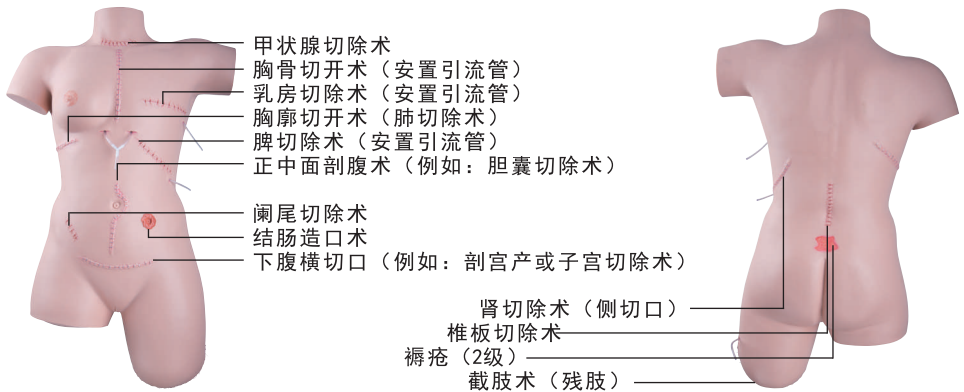 甲状腺切除术
胸骨切开术（安置引流管）
乳房切除术（安置引流管）
胸廓切开术（肺切除术）
脾切除术（安置引流管）
正中面剖腹术（例如：胆囊切除术）
阑尾切除术
结肠造口术
下腹横切口（例如：剖宫产或子宫切除术）
肾切除术（侧切口）
椎板切除术
褥疮（2级）
截肢术（残肢）